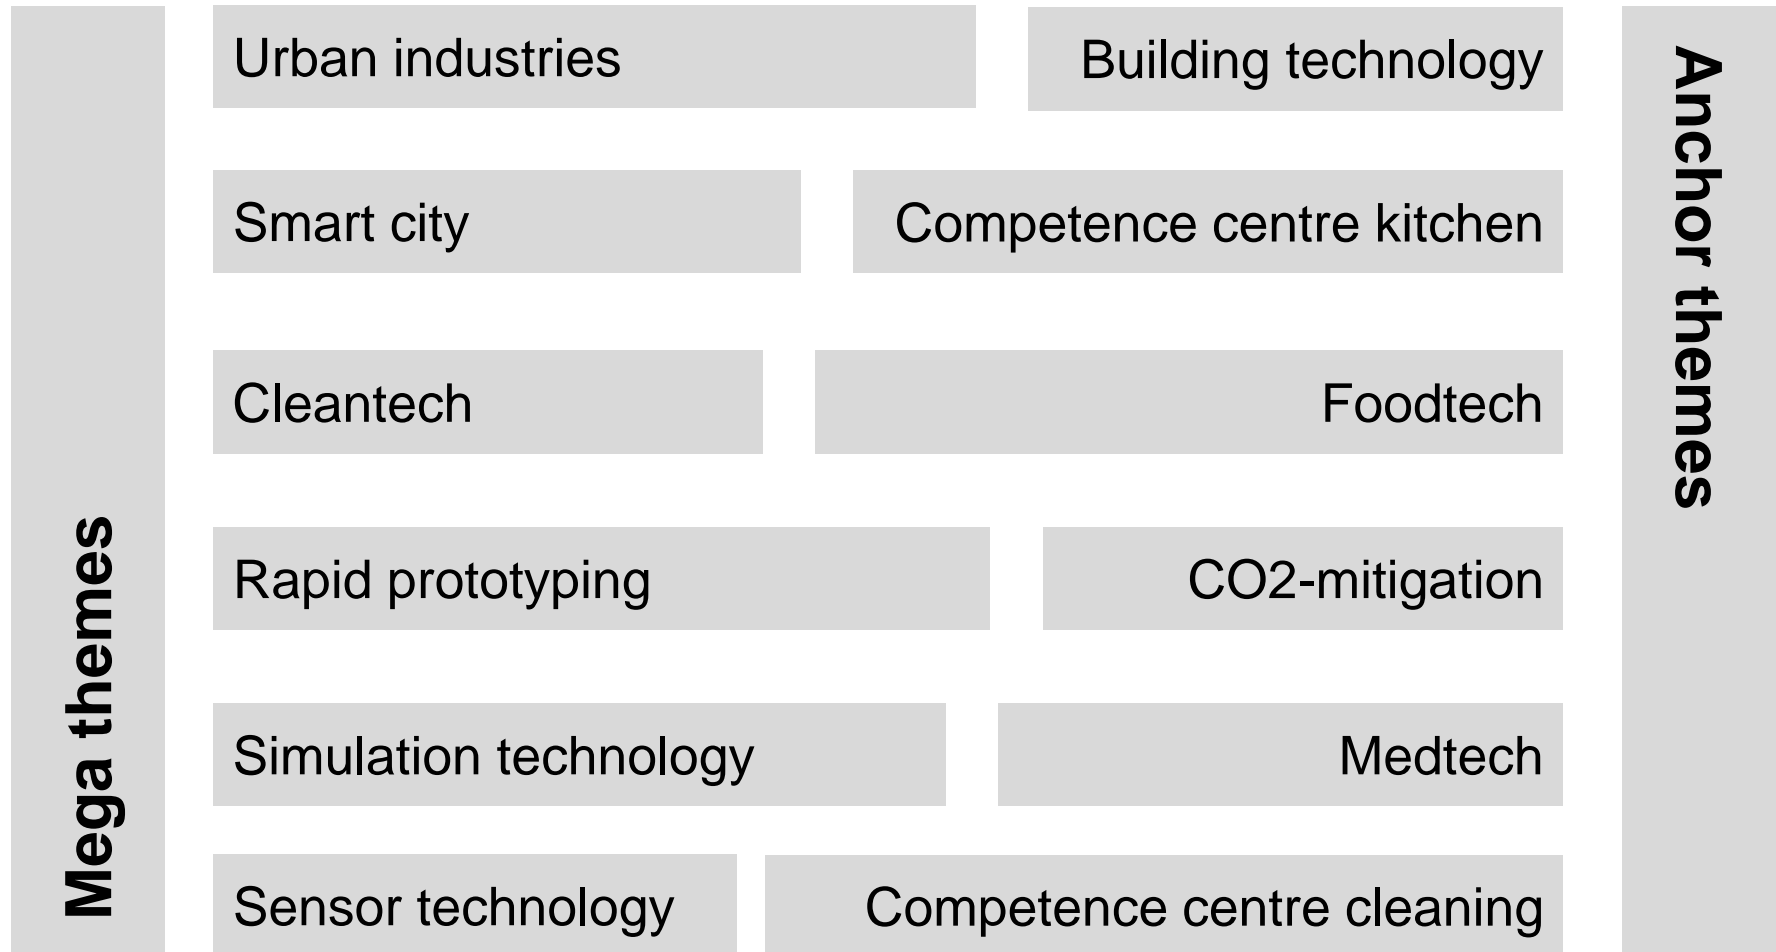 Mega themes
Urban industries
Building technology
Smart city
Competence centre kitchen
Cleantech
Foodtech
Rapid prototyping
CO2-mitigation
Simulation technology
Medtech
Sensor technology
Competence centre cleaning
Anchor themes